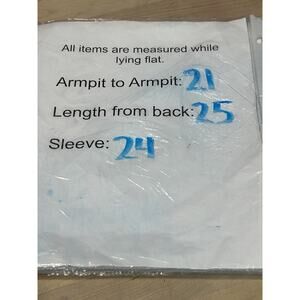 All items are measured while
lying flat.
Armpit to Armpit: 21
Length from back: 25
Sleeve: 24